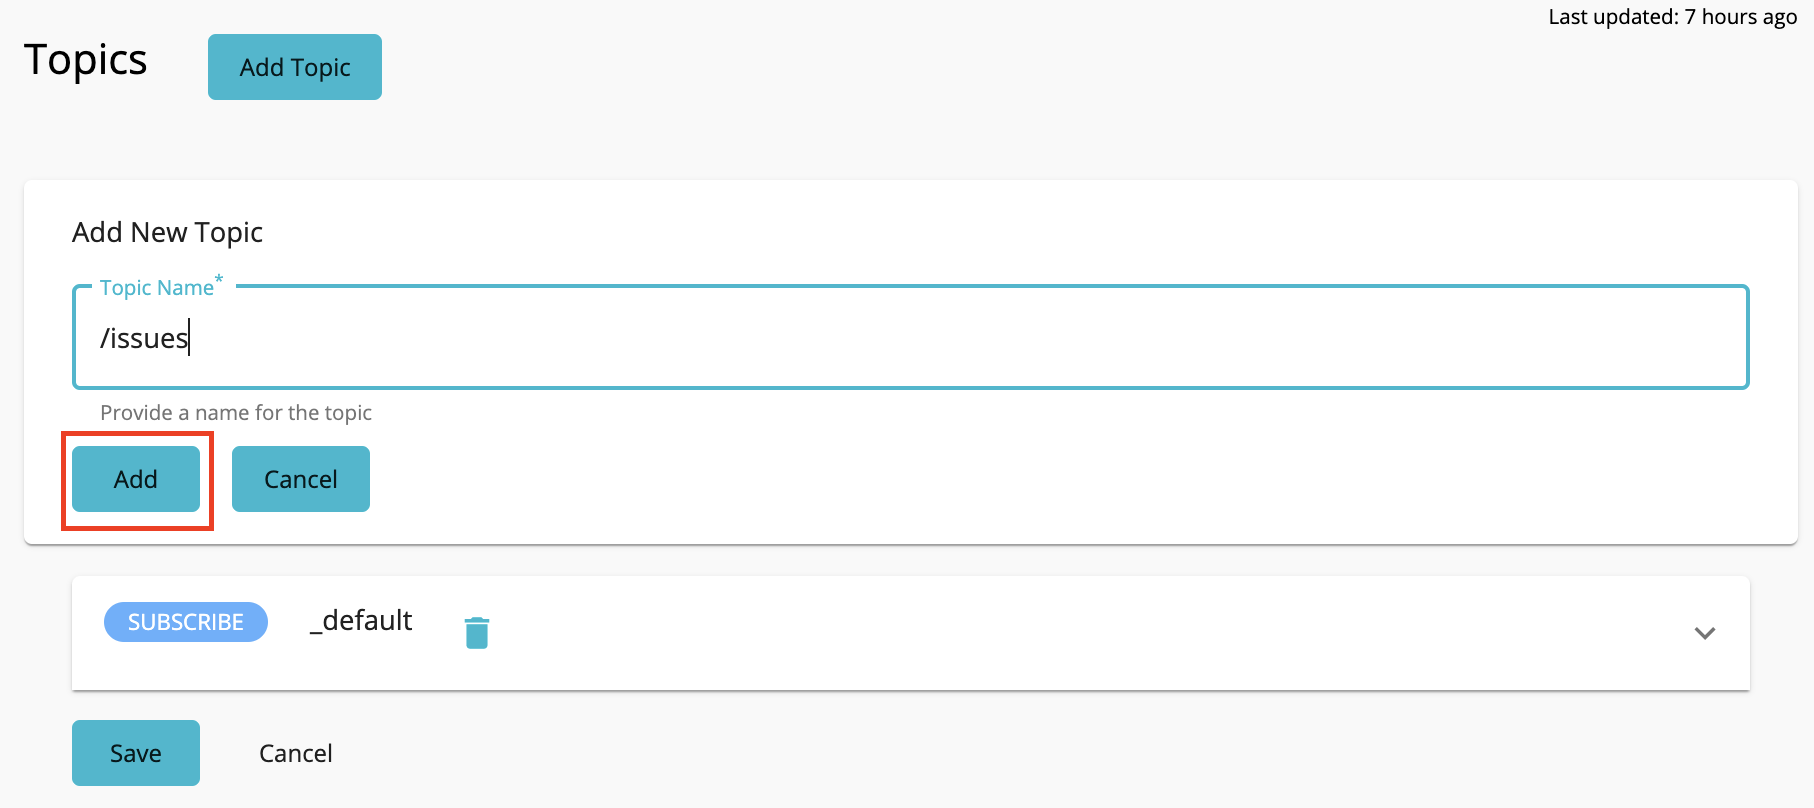 Last updated: 7 hours ago
Topics
Add Topic
Add New Topic
Topic Name*
/issues
Provide a name for the topic
Add
Cancel
SUBSCRIBE
_default
Save
Cancel